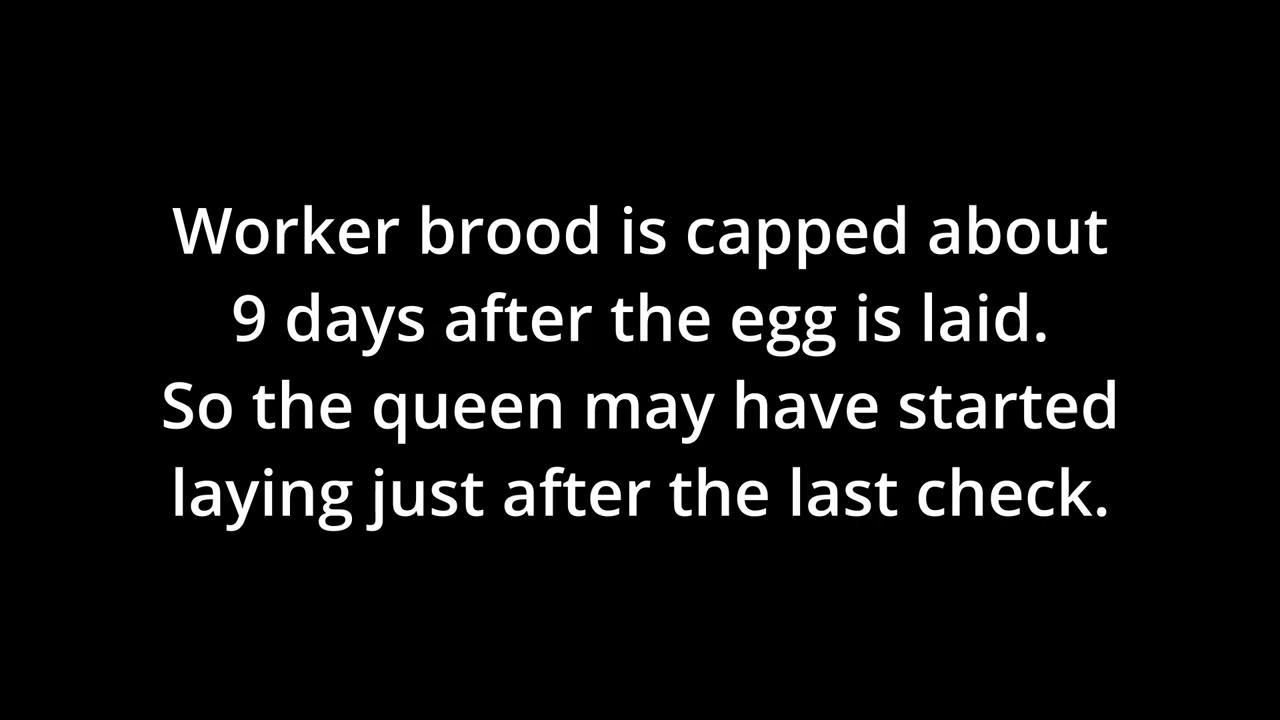 Worker brood is capped about
9 days after the egg is laid.
So the queen may have started
laying just after the last check.